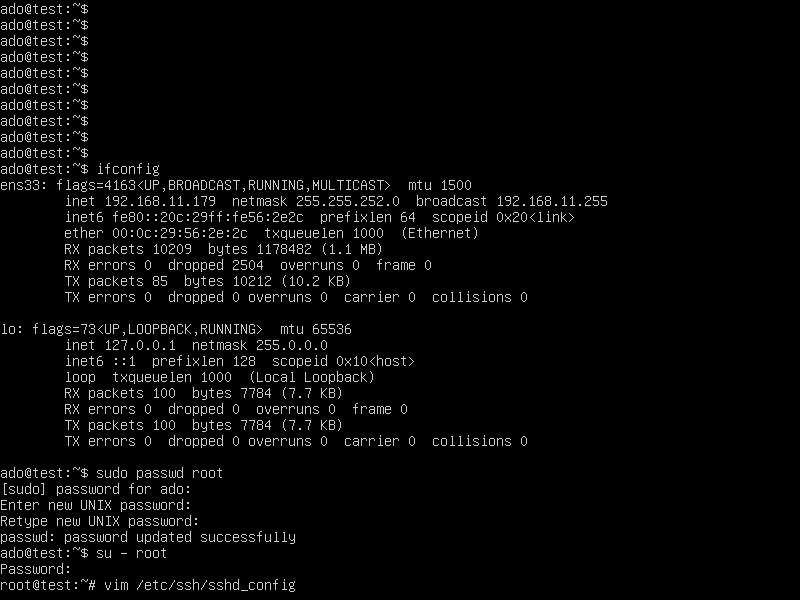 ado@test:~$
ado@test:~$
ado@test:~$
ado@test:~$
ado@test:~$
ado@test:~$
ado@test:~$
ado@test:~$
ado@test:~$
ado@test:~$
ado@test:~$ ifconfig
ens33: flags=4163<UP,BROADCAST,RUNNING,MULTICAST>  mtu 1500
        inet 192.168.11.179  netmask 255.255.252.0  broadcast 192.168.11.255
        inet6 fe80::20c:29ff:fe56:2e2c  prefixlen 64  scopeid 0x20<link>
        ether 00:0c:29:56:2e:2c  txqueuelen 1000  (Ethernet)
        RX packets 10209  bytes 1178482 (1.1 MB)
        RX errors 0  dropped 2504  overruns 0  frame 0
        TX packets 85  bytes 10212 (10.2 KB)
        TX errors 0  dropped 0 overruns 0  carrier 0  collisions 0

lo: flags=73<UP,LOOPBACK,RUNNING>  mtu 65536
        inet 127.0.0.1  netmask 255.0.0.0
        inet6 ::1  prefixlen 128  scopeid 0x10<host>
        loop  txqueuelen 1000  (Local Loopback)
        RX packets 100  bytes 7784 (7.7 KB)
        RX errors 0  dropped 0  overruns 0  frame 0
        TX packets 100  bytes 7784 (7.7 KB)
        TX errors 0  dropped 0 overruns 0  carrier 0  collisions 0

ado@test:~$ sudo passwd root
[sudo] password for ado:
Enter new UNIX password:
Retype new UNIX password:
passwd: password updated successfully
ado@test:~$ su - root
Password:
root@test:~# vim /etc/ssh/sshd_config